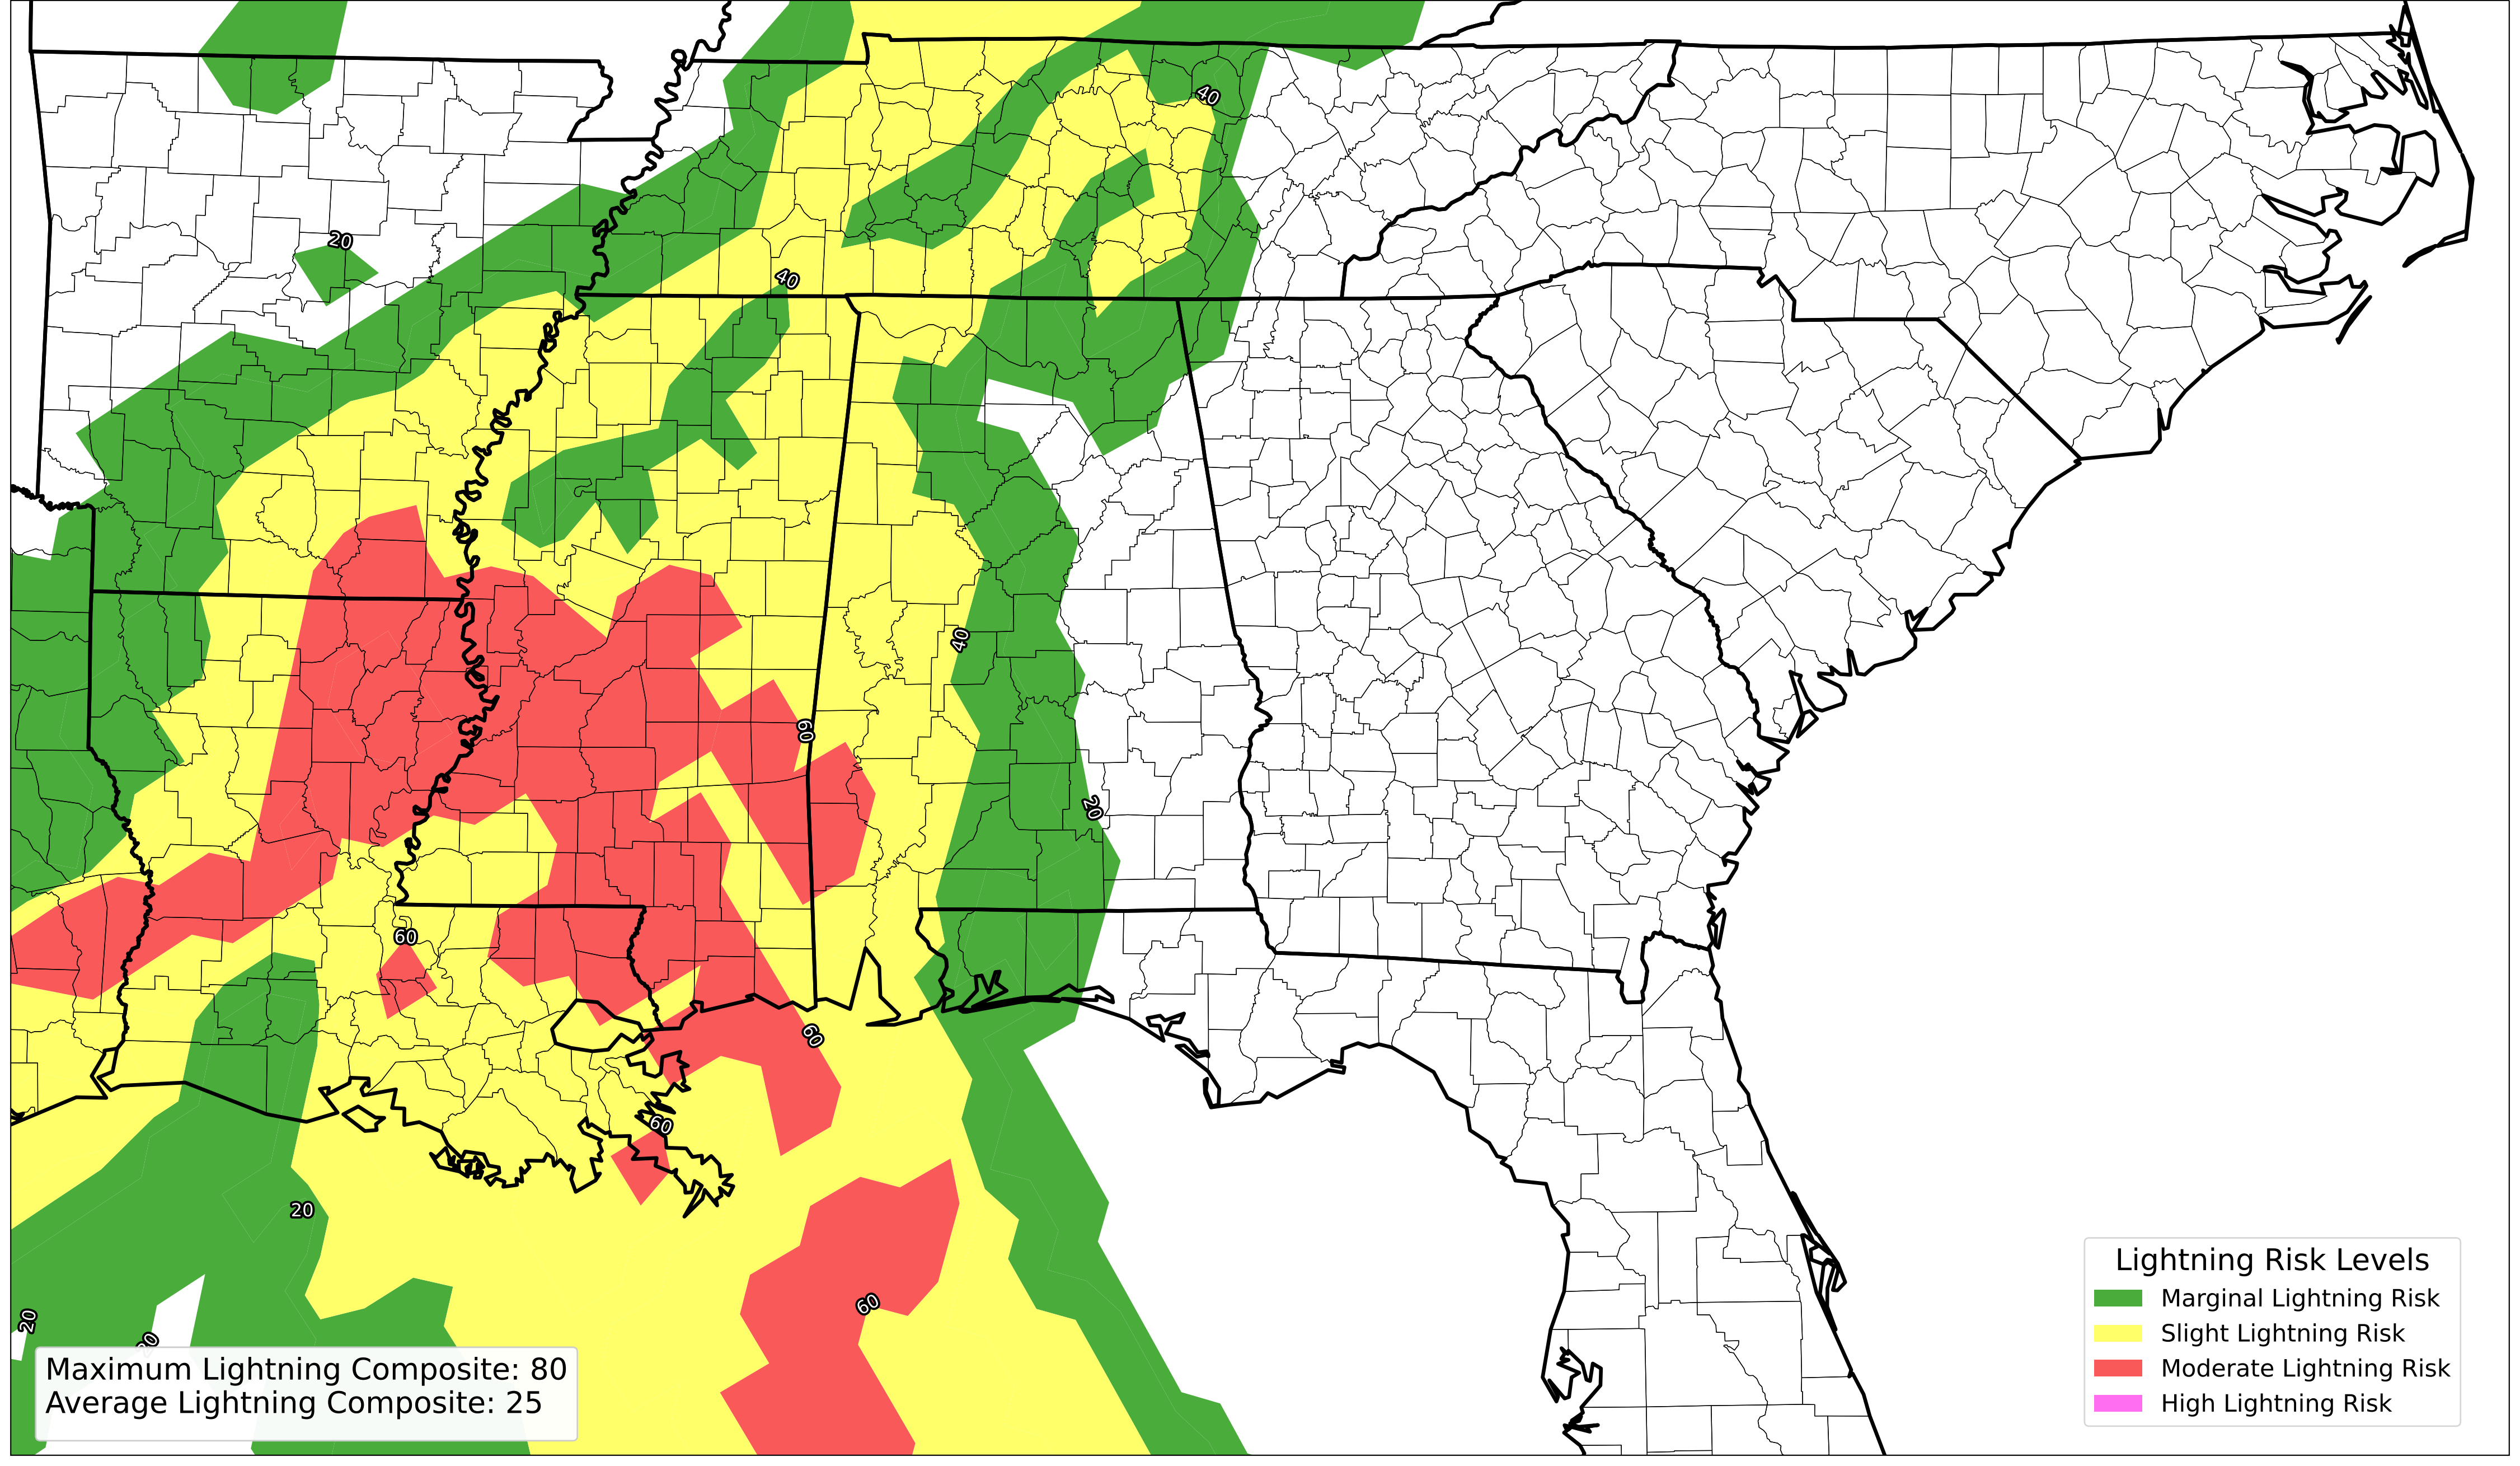 40
20
40
40
60
20
60
60
60
20
60
20
Maximum Lightning Composite: 80
Average Lightning Composite: 25
Lightning Risk Levels
Marginal Lightning Risk
Slight Lightning Risk
Moderate Lightning Risk
High Lightning Risk